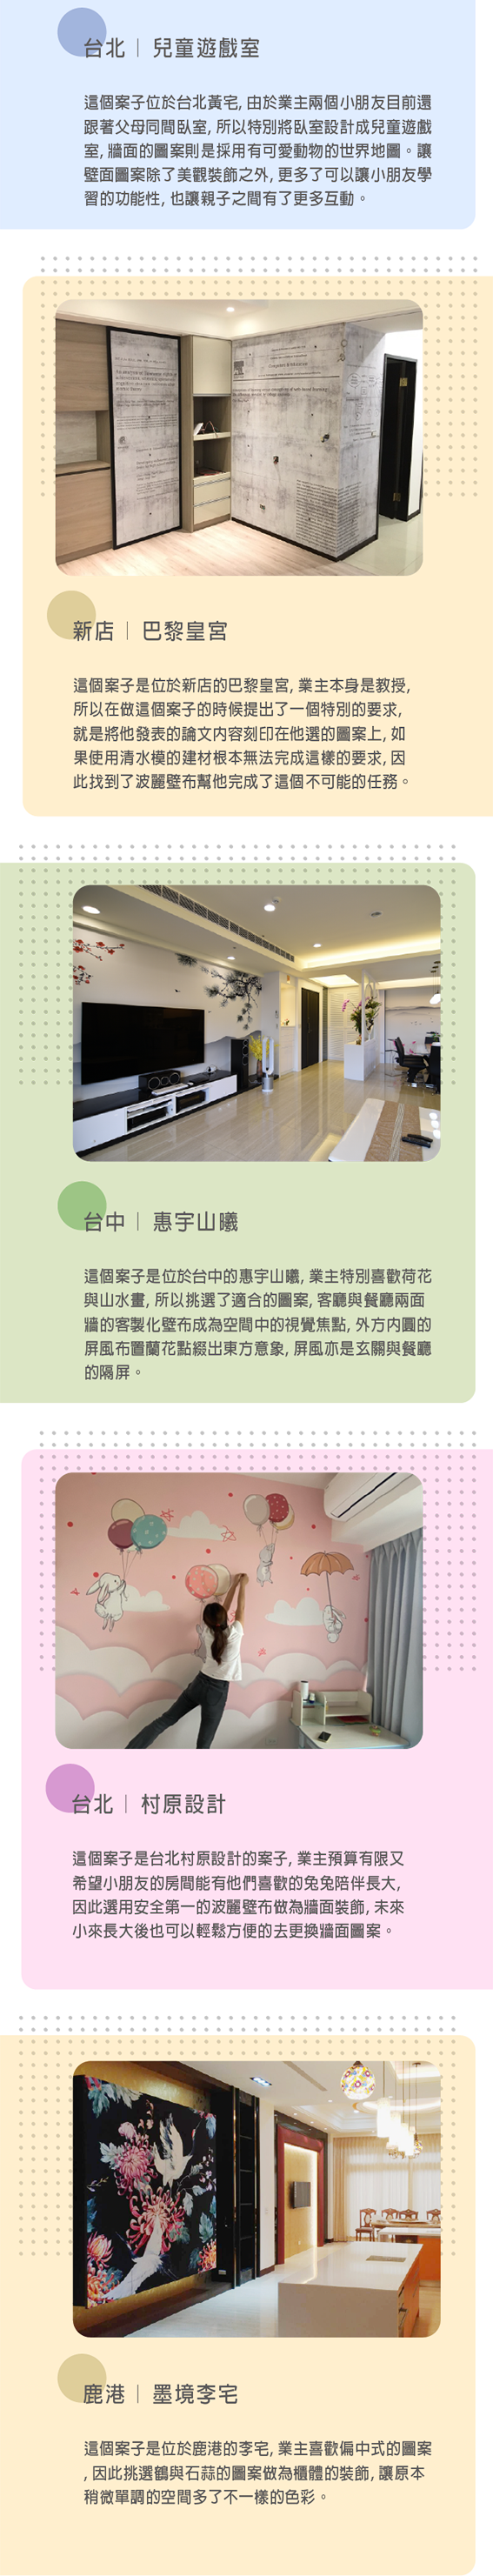 台北｜兒童遊戲室
這個案子位於台北黃宅, 由於業主兩個小朋友目前還
跟著父母同間臥室, 所以特別將臥室設計成兒童遊戲
室, 牆面的圖案則是採用有可愛動物的世界地圖。讓
壁面圖案除了美觀裝飾之外, 更多了可以讓小朋友學
習的功能性, 也讓親子之間有了更多互動。
新店｜巴黎皇宮
這個案子是位於新店的巴黎皇宮, 業主本身是教授,
所以在做這個案子的時候提出了一個特別的要求,
就是將他發表的論文內容刻印在他選的圖案上, 如
果使用清水模的建材根本無法完成這樣的要求, 因
此找到了波麗壁布幫他完成了這個不可能的任務。
台中｜惠宇山曦
這個案子是位於台中的惠宇山曦, 業主特別喜歡荷花
與山水畫, 所以挑選了適合的圖案, 客廳與餐廳兩面
牆的客製化壁布成為空間中的視覺焦點, 外方內圓的
屏風布置蘭花點綴出東方意象, 屏風亦是玄關與餐廳
的隔屏。
台北｜村原設計
這個案子是台北村原設計的案子, 業主預算有限又
希望小朋友的房間能有他們喜歡的兔兔陪伴長大,
因此選用安全第一的波麗壁布做為牆面裝飾, 未來
小來長大後也可以輕鬆方便的去更換牆面圖案。
鹿港｜墨境李宅
這個案子是位於鹿港的李宅, 業主喜歡偏中式的圖案
, 因此挑選鶴與石蒜的圖案做為櫃體的裝飾, 讓原本
稍微單調的空間多了不一樣的色彩。